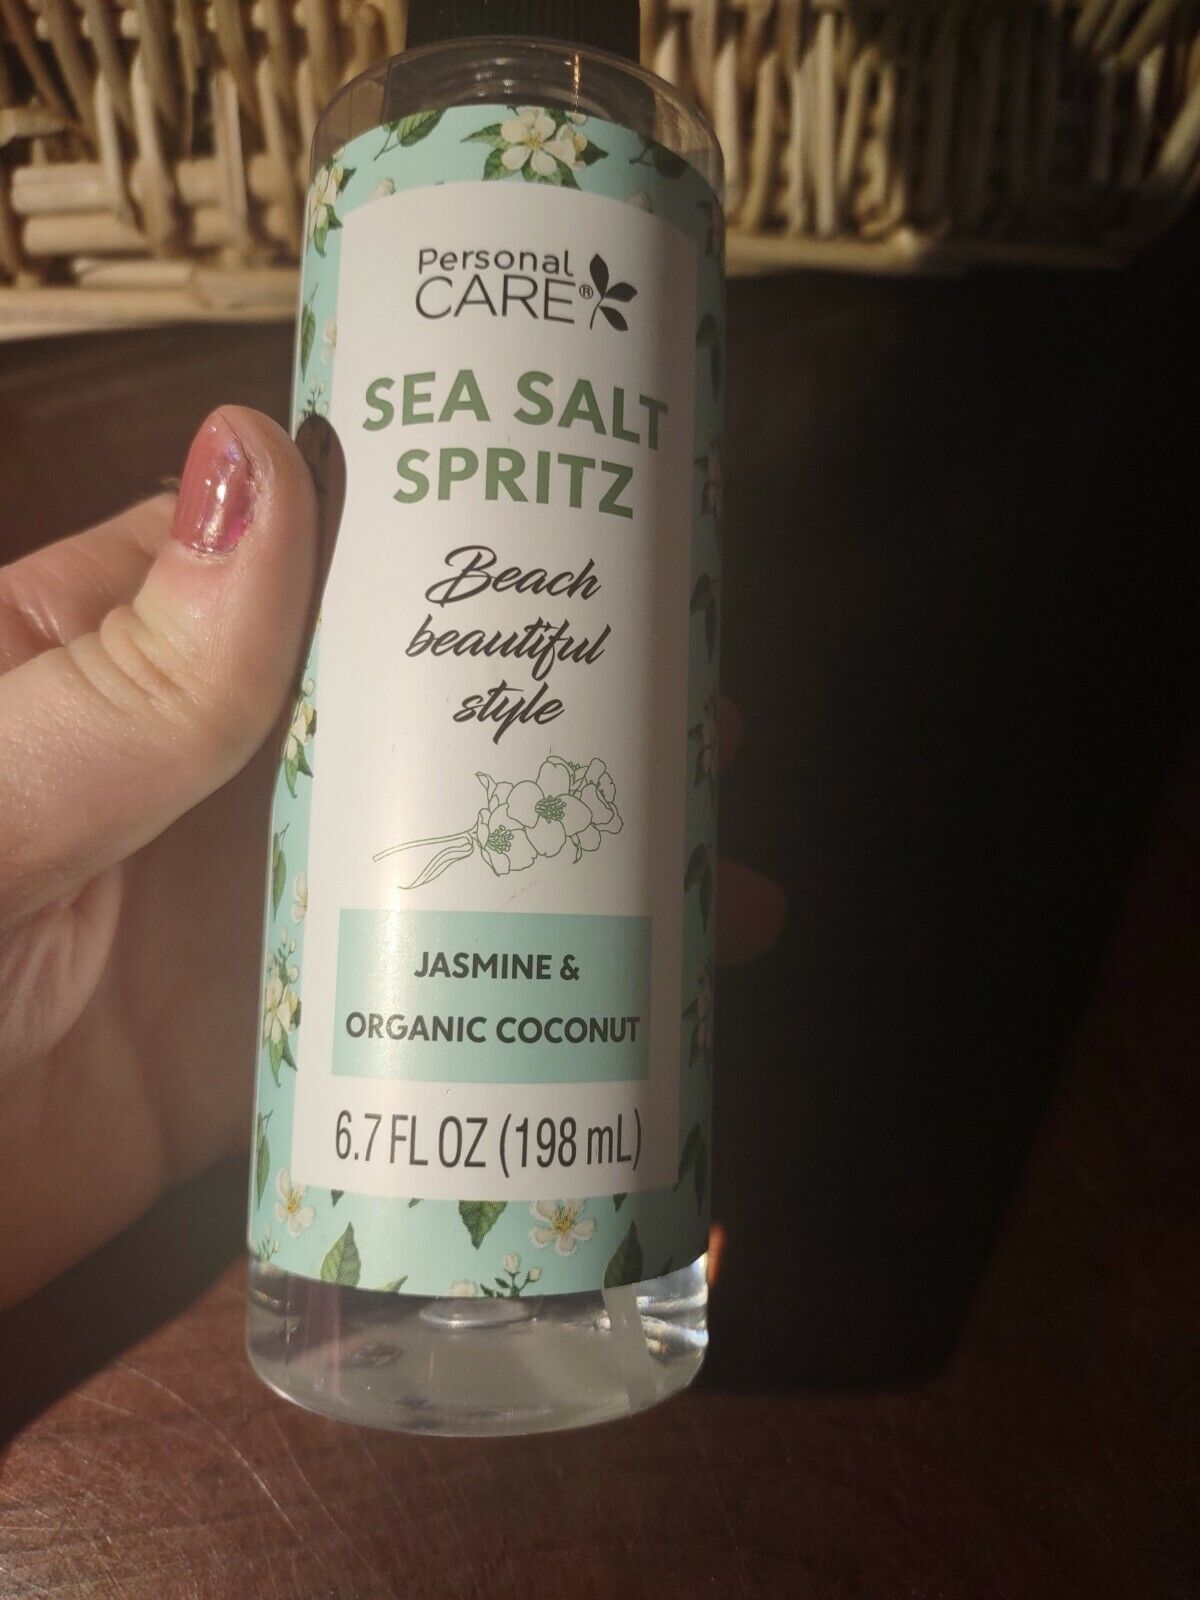 Personal
CARE®
SEA SALT
SPRITZ
Beach
beautiful
style
JASMINE &
ORGANIC COCONUT
6.7 FL OZ (198 mL)